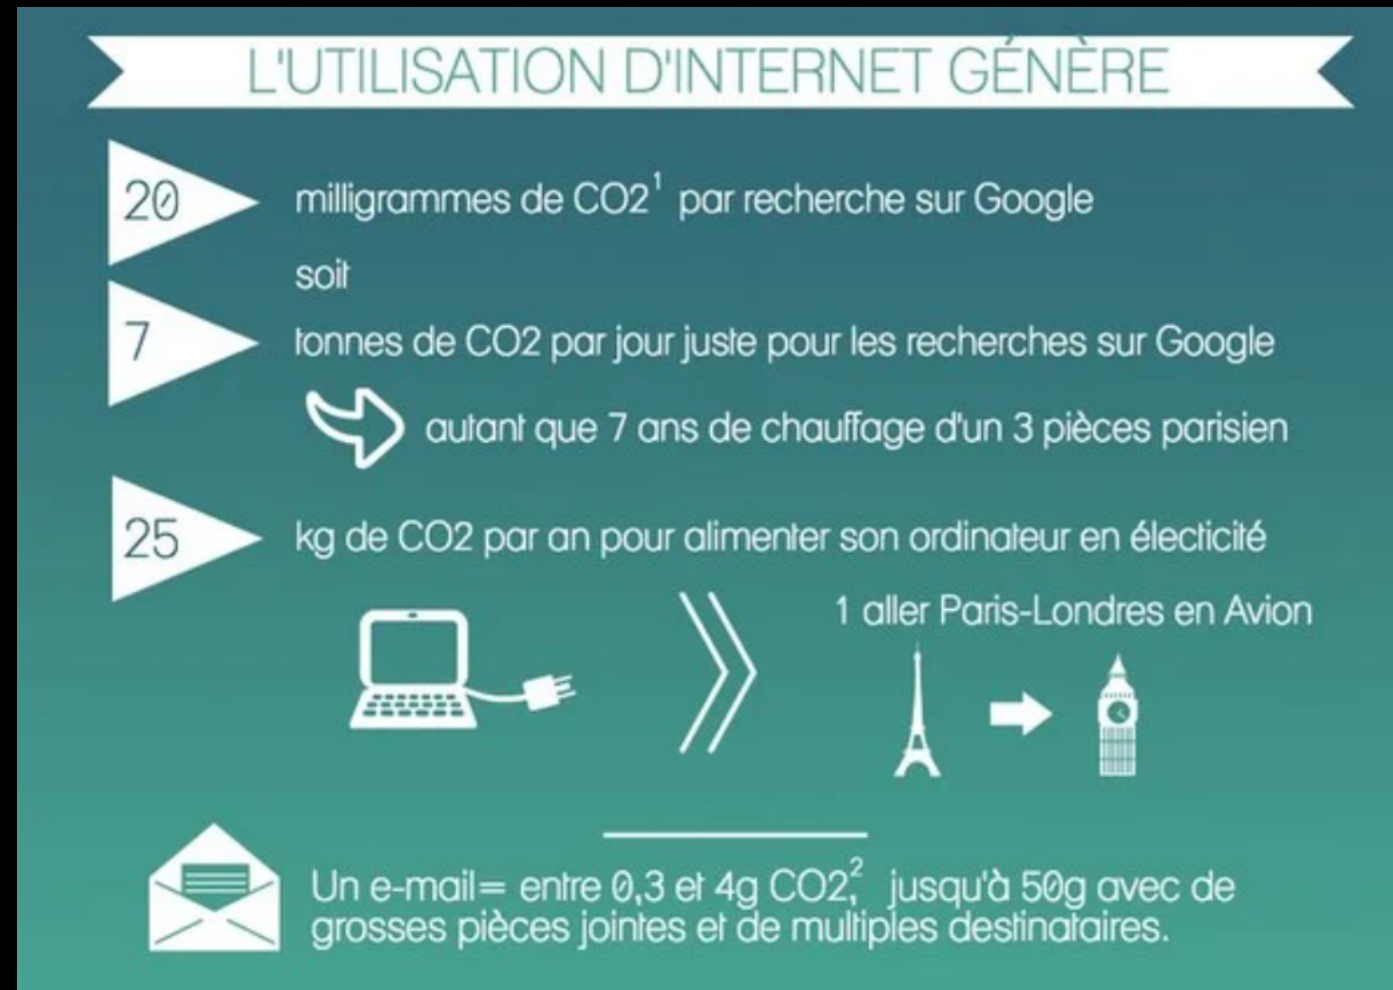 L'UTILISATION D'INTERNET GÉNÈRE
20 milligrammes de CO2¹ par recherche sur Google
soit
7 tonnes de CO2 par jour juste pour les recherches sur Google
autant que 7 ans de chauffage d'un 3 pièces parisien
25 kg de CO2 par an pour alimenter son ordinateur en électicité
1 aller Paris-Londres en Avion
Un e-mail= entre 0,3 et 4g CO2², jusqu'à 50g avec de
grosses pièces jointes et de multiples destinataires.